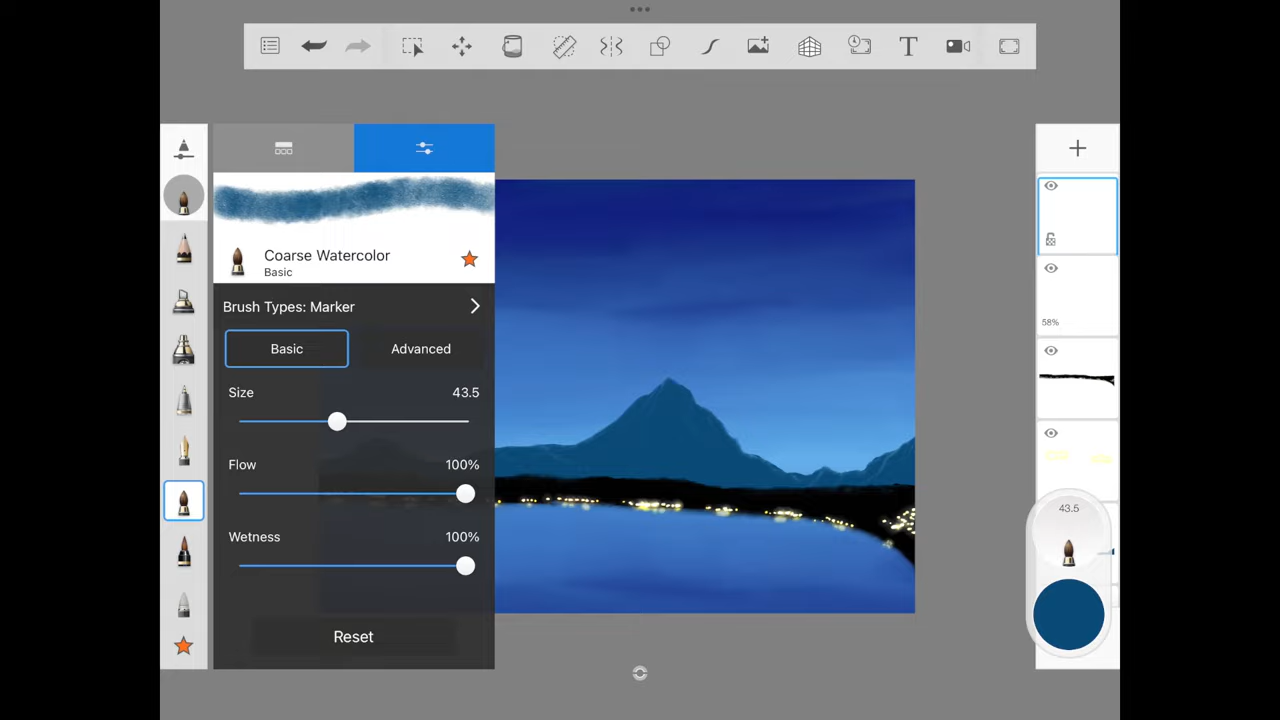 T
Coarse Watercolor
Basic
Brush Types: Marker
Basic
Advanced
Size
43.5
Flow
100%
Wetness
100%
Reset
58%
43.5